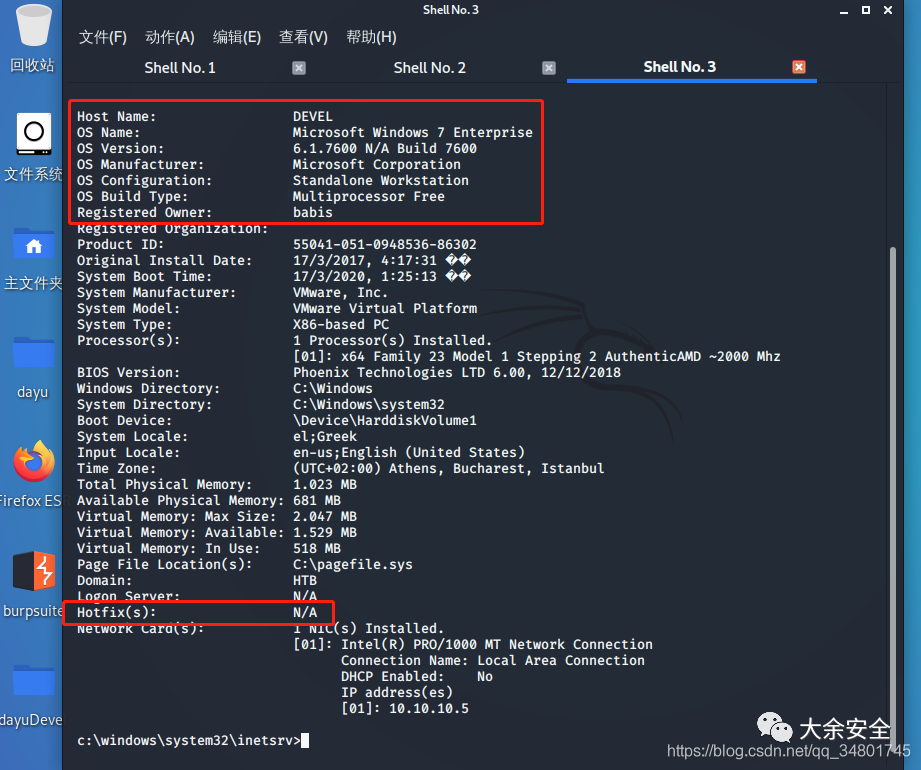 Shell No. 3
文件(F) 动作(A) 编辑(E) 查看(V) 帮助(H)
Shell No. 1 Shell No. 2 Shell No. 3
回收站
文件系统
主文件夹
dayu
Firefox ES
burpsuite
dayuDeve
Host Name: DEVEL
OS Name: Microsoft Windows 7 Enterprise
OS Version: 6.1.7600 N/A Build 7600
OS Manufacturer: Microsoft Corporation
OS Configuration: Standalone Workstation
OS Build Type: Multiprocessor Free
Registered Owner: babis
Registered Organization:
Product ID: 55041-051-0948536-86302
Original Install Date: 17/3/2017, 4:17:31 ��
System Boot Time: 17/3/2020, 1:25:13 ��
System Manufacturer: VMware, Inc.
System Model: VMware Virtual Platform
System Type: X86-based PC
Processor(s): 1 Processor(s) Installed.
[01]: x64 Family 23 Model 1 Stepping 2 AuthenticAMD ~2000 Mhz
BIOS Version: Phoenix Technologies LTD 6.00, 12/12/2018
Windows Directory: C:\Windows
System Directory: C:\Windows\system32
Boot Device: \Device\HarddiskVolume1
System Locale: el;Greek
Input Locale: en-us;English (United States)
Time Zone: (UTC+02:00) Athens, Bucharest, Istanbul
Total Physical Memory: 1.023 MB
Available Physical Memory: 681 MB
Virtual Memory: Max Size: 2.047 MB
Virtual Memory: Available: 1.529 MB
Virtual Memory: In Use: 518 MB
Page File Location(s): C:\pagefile.sys
Domain: HTB
Logon Server: N/A
Hotfix(s): N/A
Network Card(s): 1 NIC(s) Installed.
[01]: Intel(R) PRO/1000 MT Network Connection
Connection Name: Local Area Connection
DHCP Enabled: No
IP address(es)
[01]: 10.10.10.5
c:\windows\system32\inetsrv>
大余安全
https://blog.csdn.net/qq_34801745